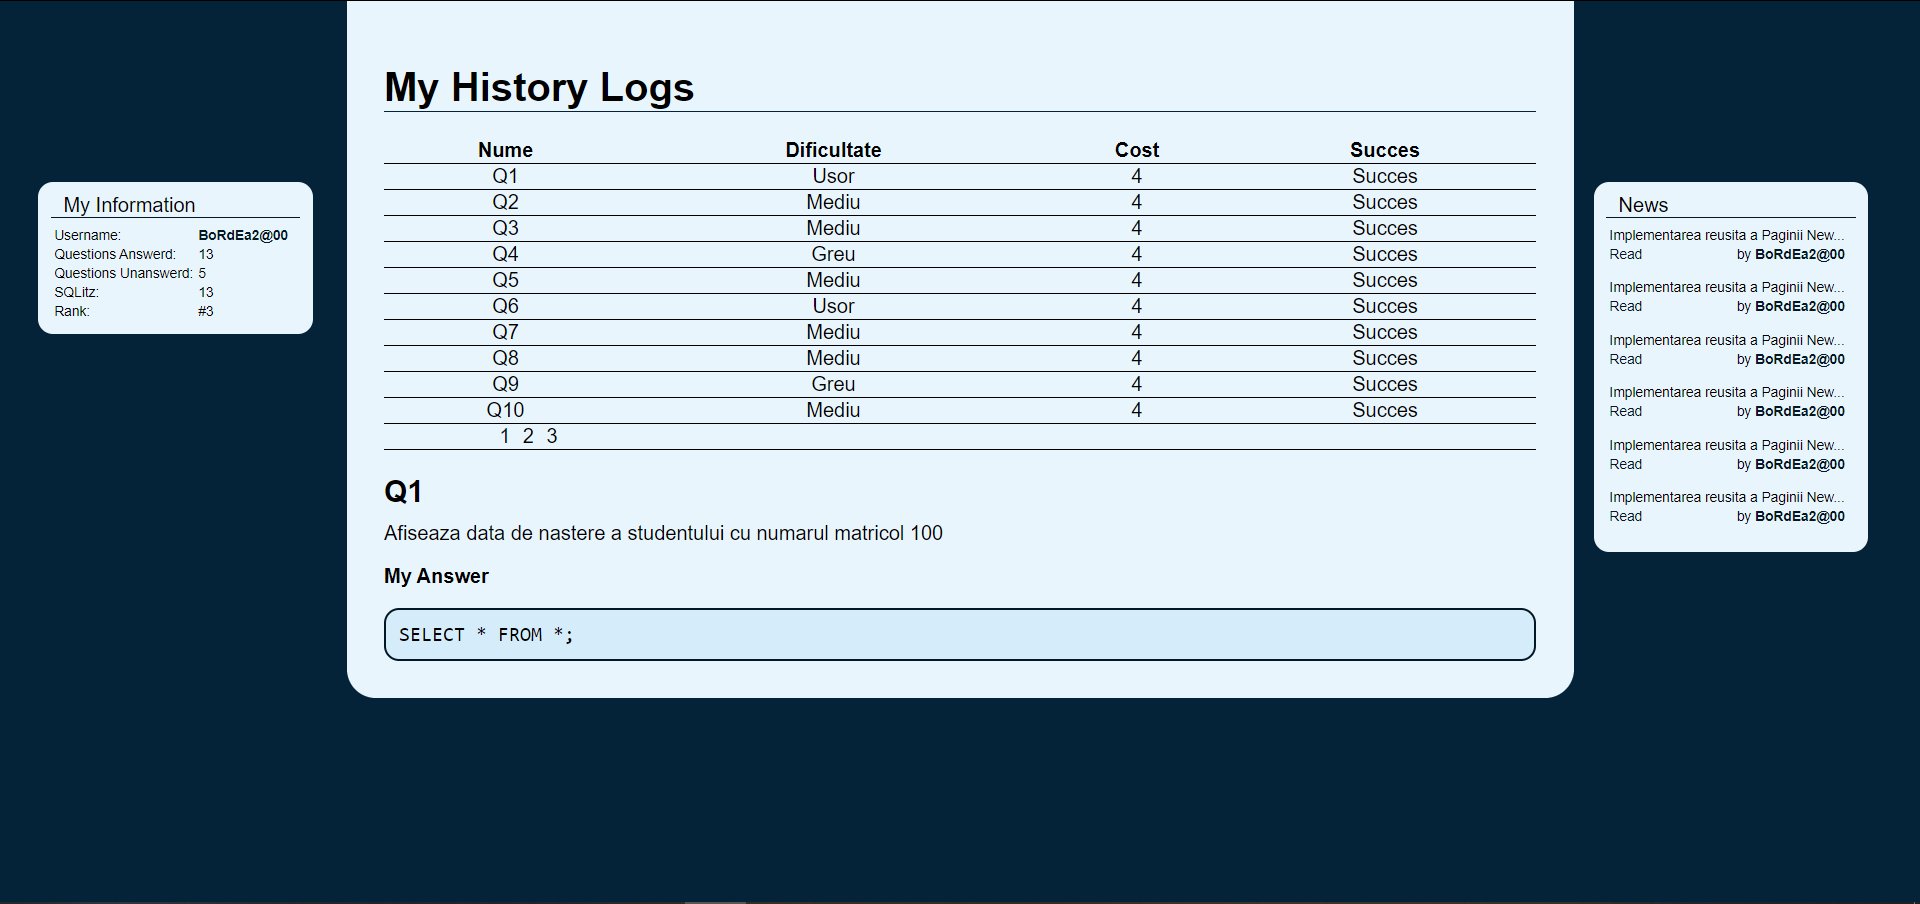 My History Logs
Nume Dificultate Cost Succes
Q1 Usor 4 Succes
Q2 Mediu 4 Succes
Q3 Mediu 4 Succes
Q4 Greu 4 Succes
Q5 Mediu 4 Succes
Q6 Usor 4 Succes
Q7 Mediu 4 Succes
Q8 Mediu 4 Succes
Q9 Greu 4 Succes
Q10 Mediu 4 Succes
1 2 3
Q1
Afiseaza data de nastere a studentului cu numarul matricol 100
My Answer
SELECT * FROM *;
My Information
Username: BoRdEa2@00
Questions Answerd: 13
Questions Unanswerd: 5
SQLitz: 13
Rank: #3
News
Implementarea reusita a Paginii New...
Read by BoRdEa2@00
Implementarea reusita a Paginii New...
Read by BoRdEa2@00
Implementarea reusita a Paginii New...
Read by BoRdEa2@00
Implementarea reusita a Paginii New...
Read by BoRdEa2@00
Implementarea reusita a Paginii New...
Read by BoRdEa2@00
Implementarea reusita a Paginii New...
Read by BoRdEa2@00